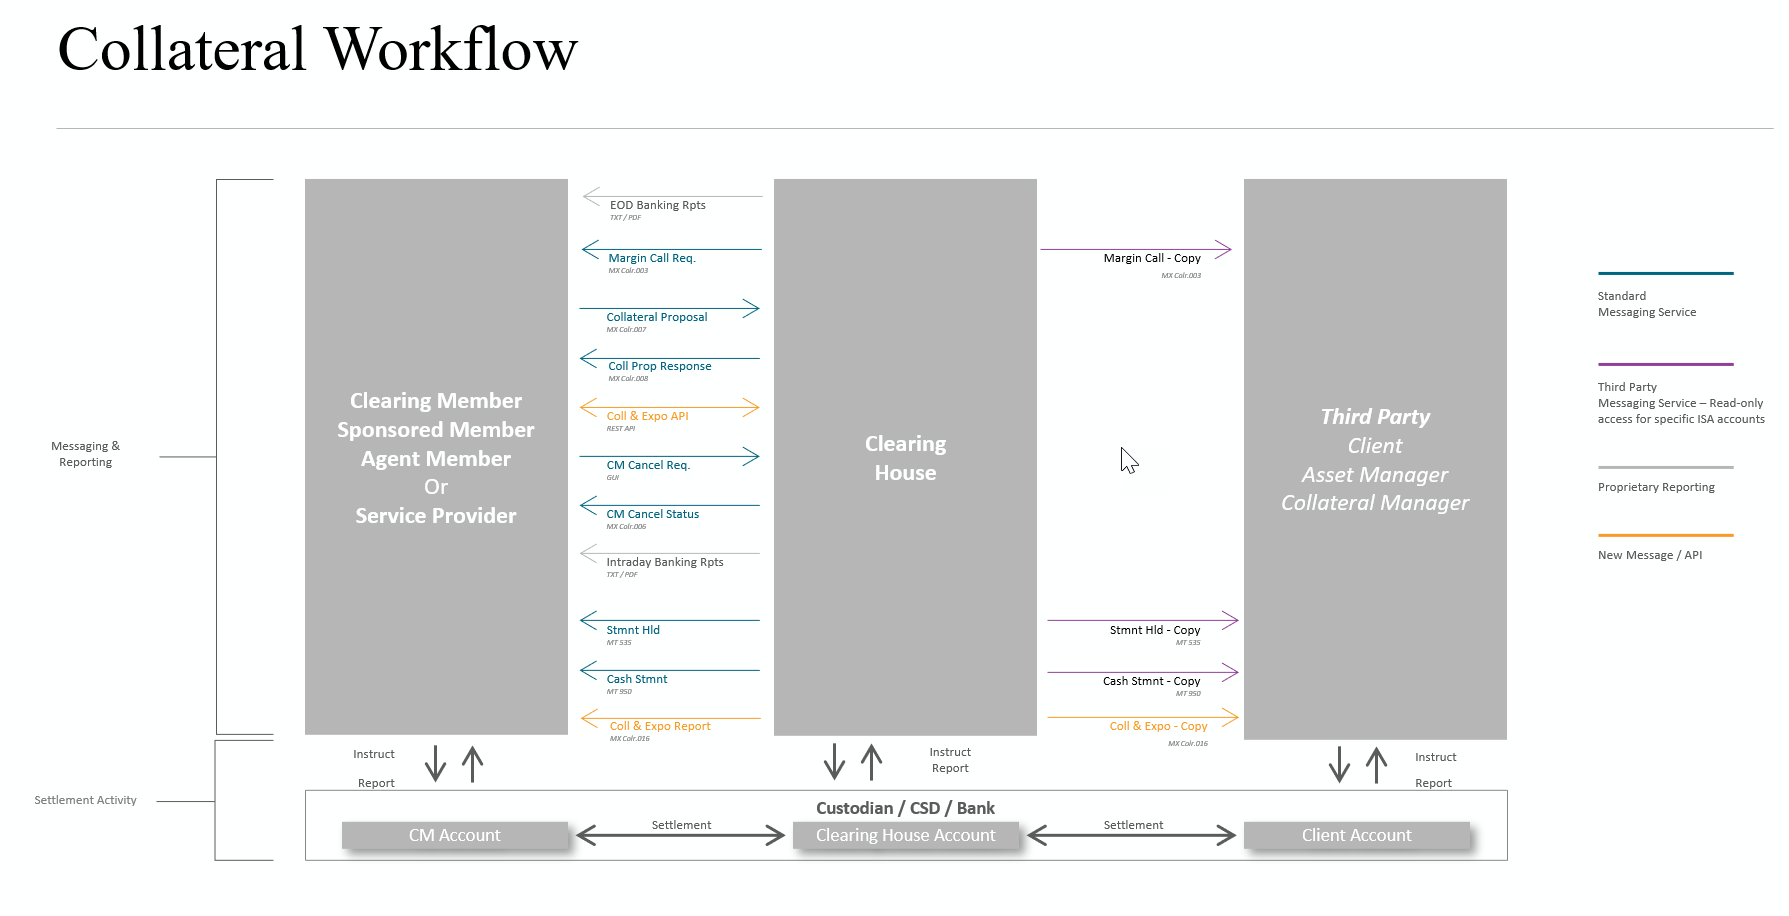 Collateral Workflow
Messaging &
Reporting
Settlement Activity
Clearing Member
Sponsored Member
Agent Member
Or
Service Provider
EOD Banking Rpts
TXT / PDF
Margin Call Req.
MX Colr.003
Collateral Proposal
MX Colr.007
Coll Prop Response
MX Colr.008
Coll & Expo API
REST API
CM Cancel Req.
GUI
CM Cancel Status
MX Colr.006
Intraday Banking Rpts
TXT / PDF
Stmnt Hld
MT 535
Cash Stmnt
MT 950
Coll & Expo Report
MX Colr.016
Clearing
House
Margin Call - Copy
MX Colr.003
Stmnt Hld - Copy
MT 535
Cash Stmnt - Copy
MT 950
Coll & Expo - Copy
MX Colr.016
Third Party
Client
Asset Manager
Collateral Manager
Standard
Messaging Service
Third Party
Messaging Service – Read-only
access for specific ISA accounts
Proprietary Reporting
New Message / API
Instruct
Report
Instruct
Report
Instruct
Report
Custodian / CSD / Bank
CM Account
Settlement
Clearing House Account
Settlement
Client Account